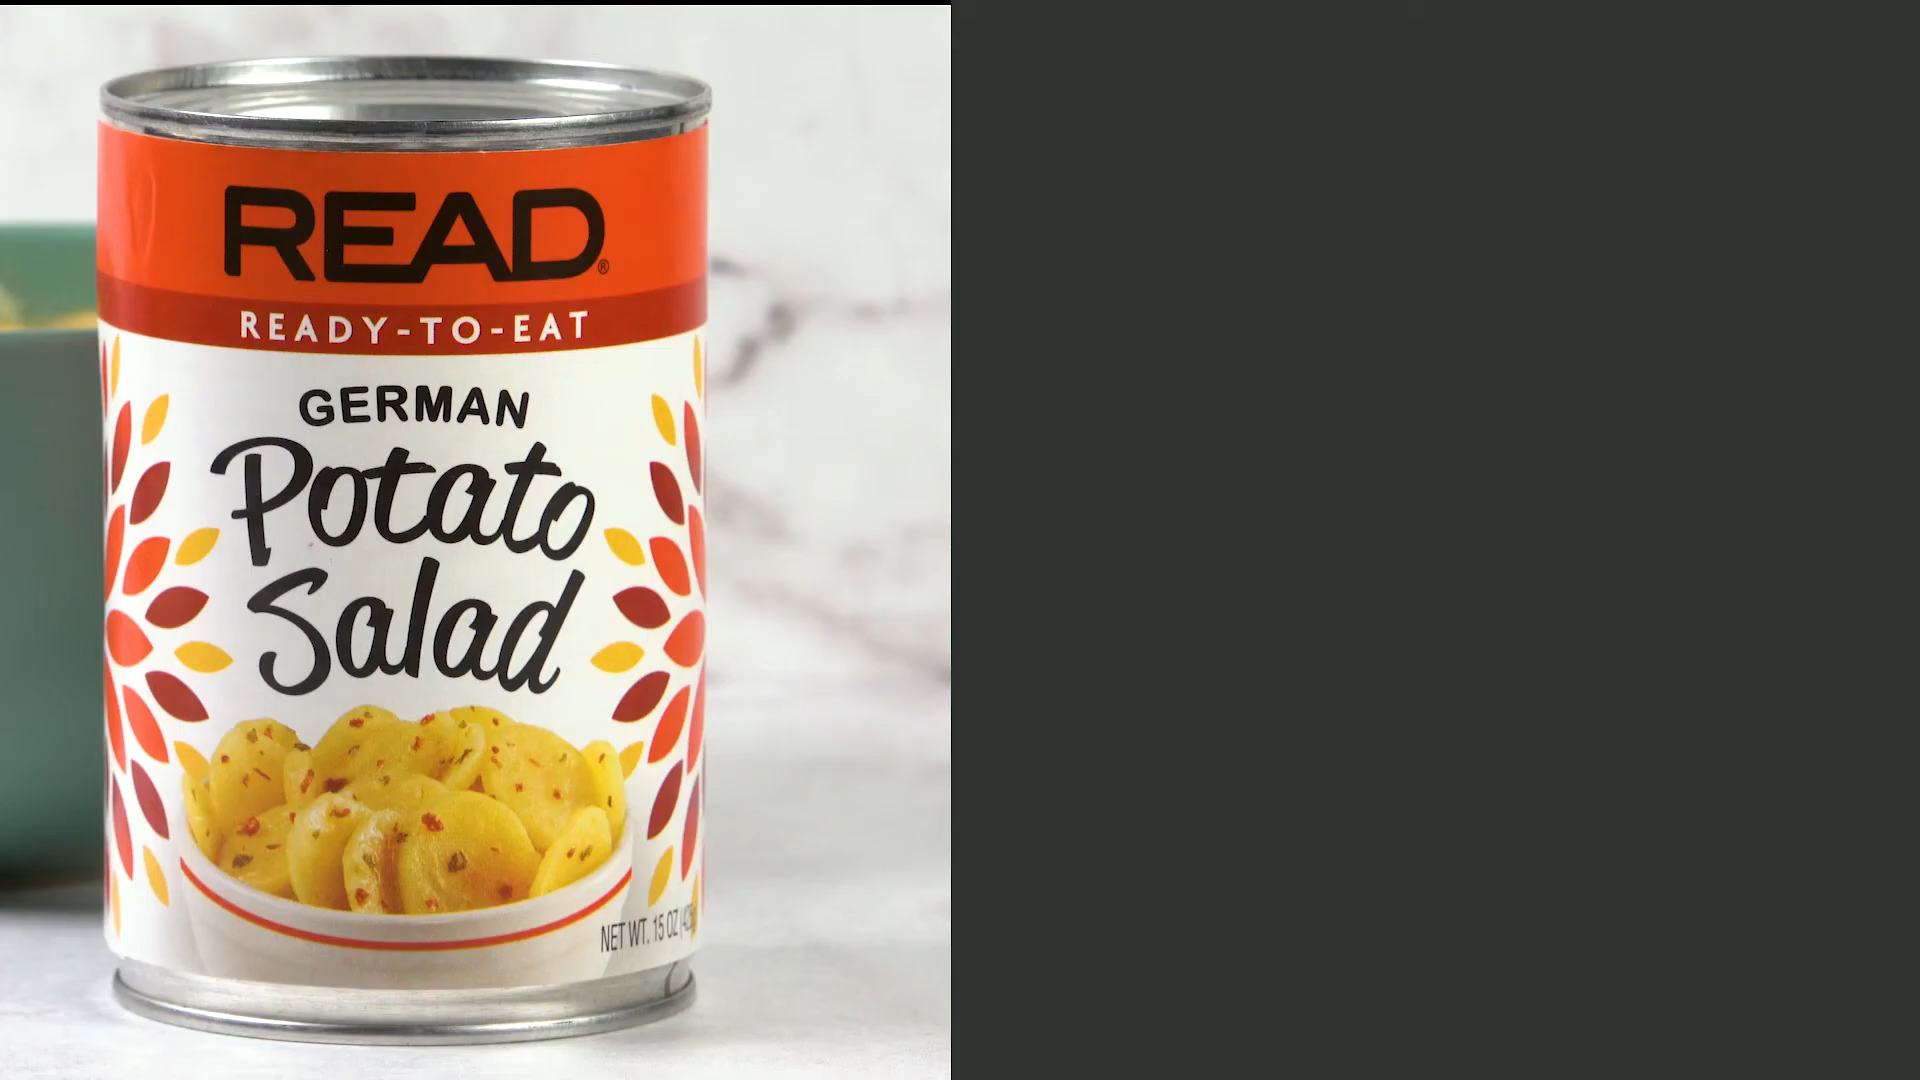 READ®
READY-TO-EAT
GERMAN
Potato
Salad
NET WT. 15 OZ